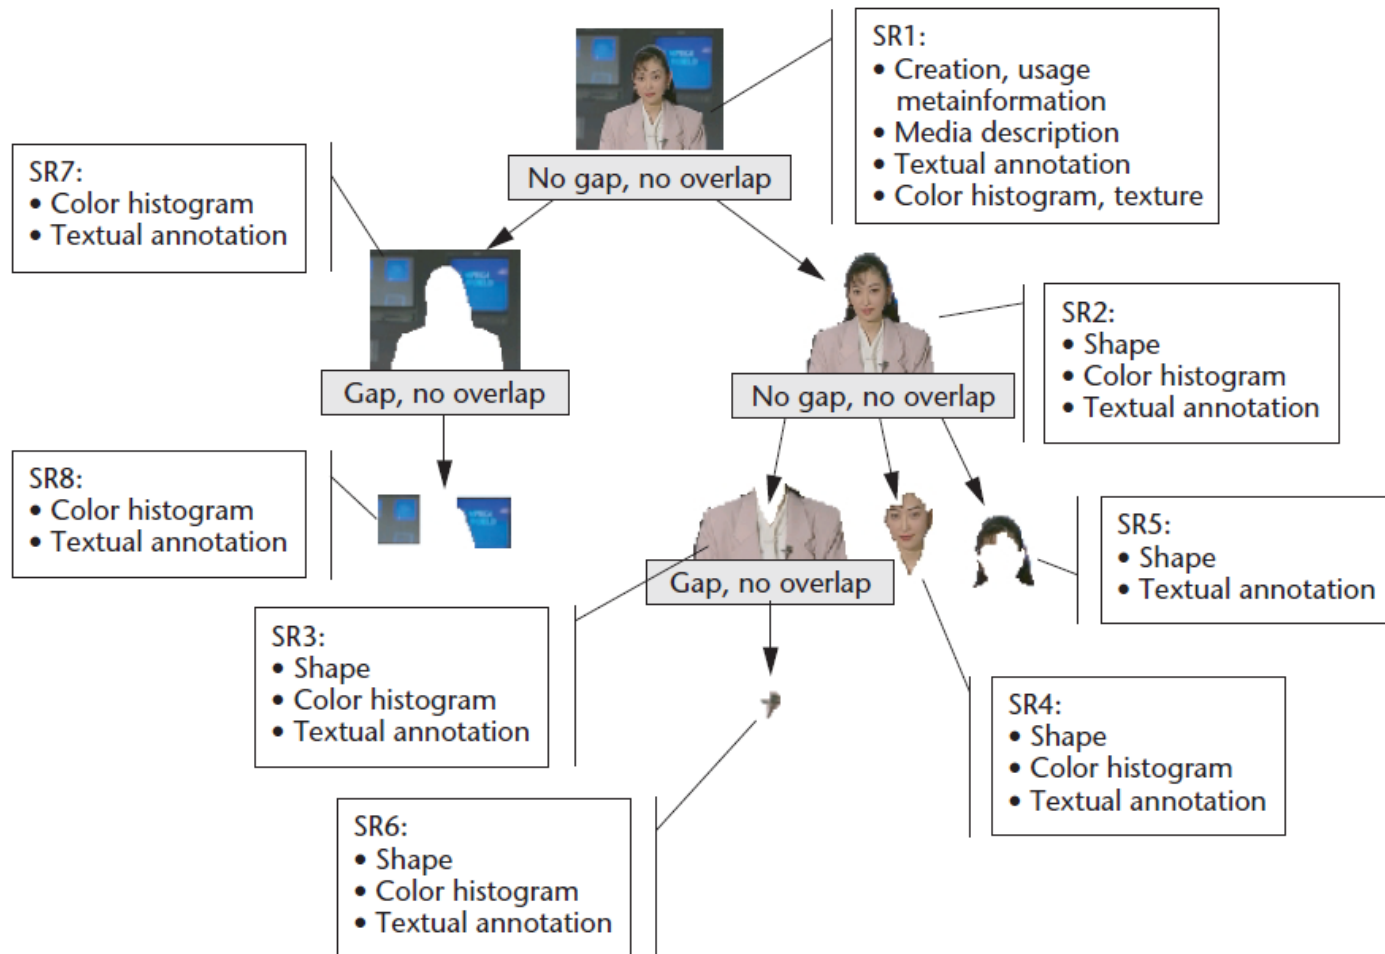 SR1:
• Creation, usage
metainformation
• Media description
• Textual annotation
• Color histogram, texture
No gap, no overlap
SR7:
• Color histogram
• Textual annotation
SR2:
• Shape
• Color histogram
• Textual annotation
Gap, no overlap
No gap, no overlap
SR8:
• Color histogram
• Textual annotation
SR5:
• Shape
• Textual annotation
Gap, no overlap
SR3:
• Shape
• Color histogram
• Textual annotation
SR4:
• Shape
• Color histogram
• Textual annotation
SR6:
• Shape
• Color histogram
• Textual annotation